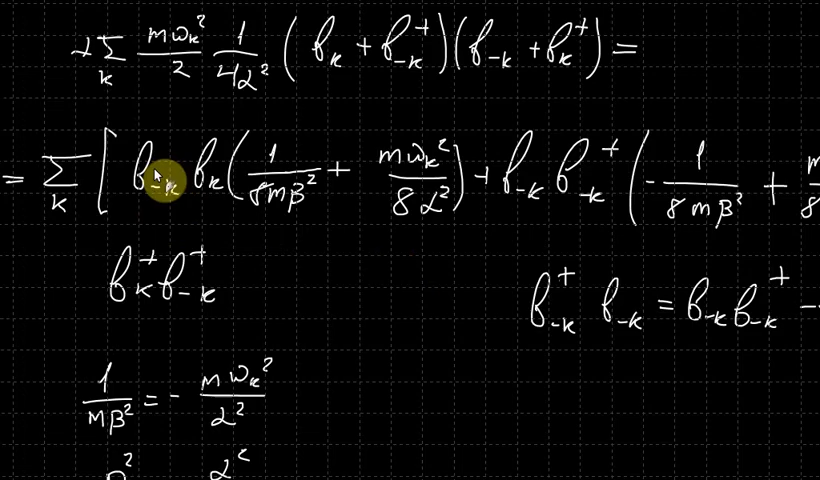 + Σ_k mω_k²/2 1/4α² (b_k + b_{-k}^+)(b_{-k} + b_k^+) =
= Σ_k [ b_{-k} b_k (1/8mβ² + mω_k²/8α²) + b_{-k} b_{-k}^+ (-1/8mβ² + m/8
b_k^+ b_{-k}^+
b_{-k}^+ b_{-k} = b_{-k} b_{-k}^+ -
1/mβ² = - mω_k²/α²